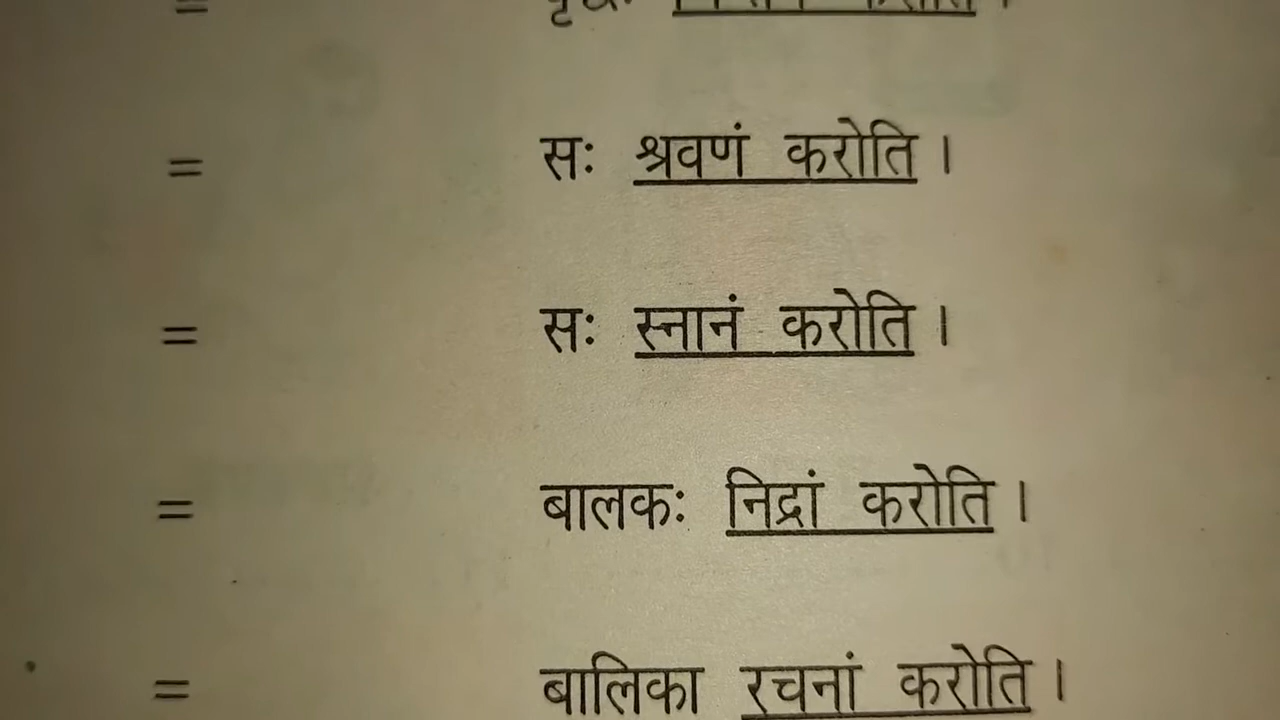 =
= सः श्रवणं करोति ।
= सः स्नानं करोति ।
= बालकः निद्रां करोति ।
= बालिका रचनां करोति ।